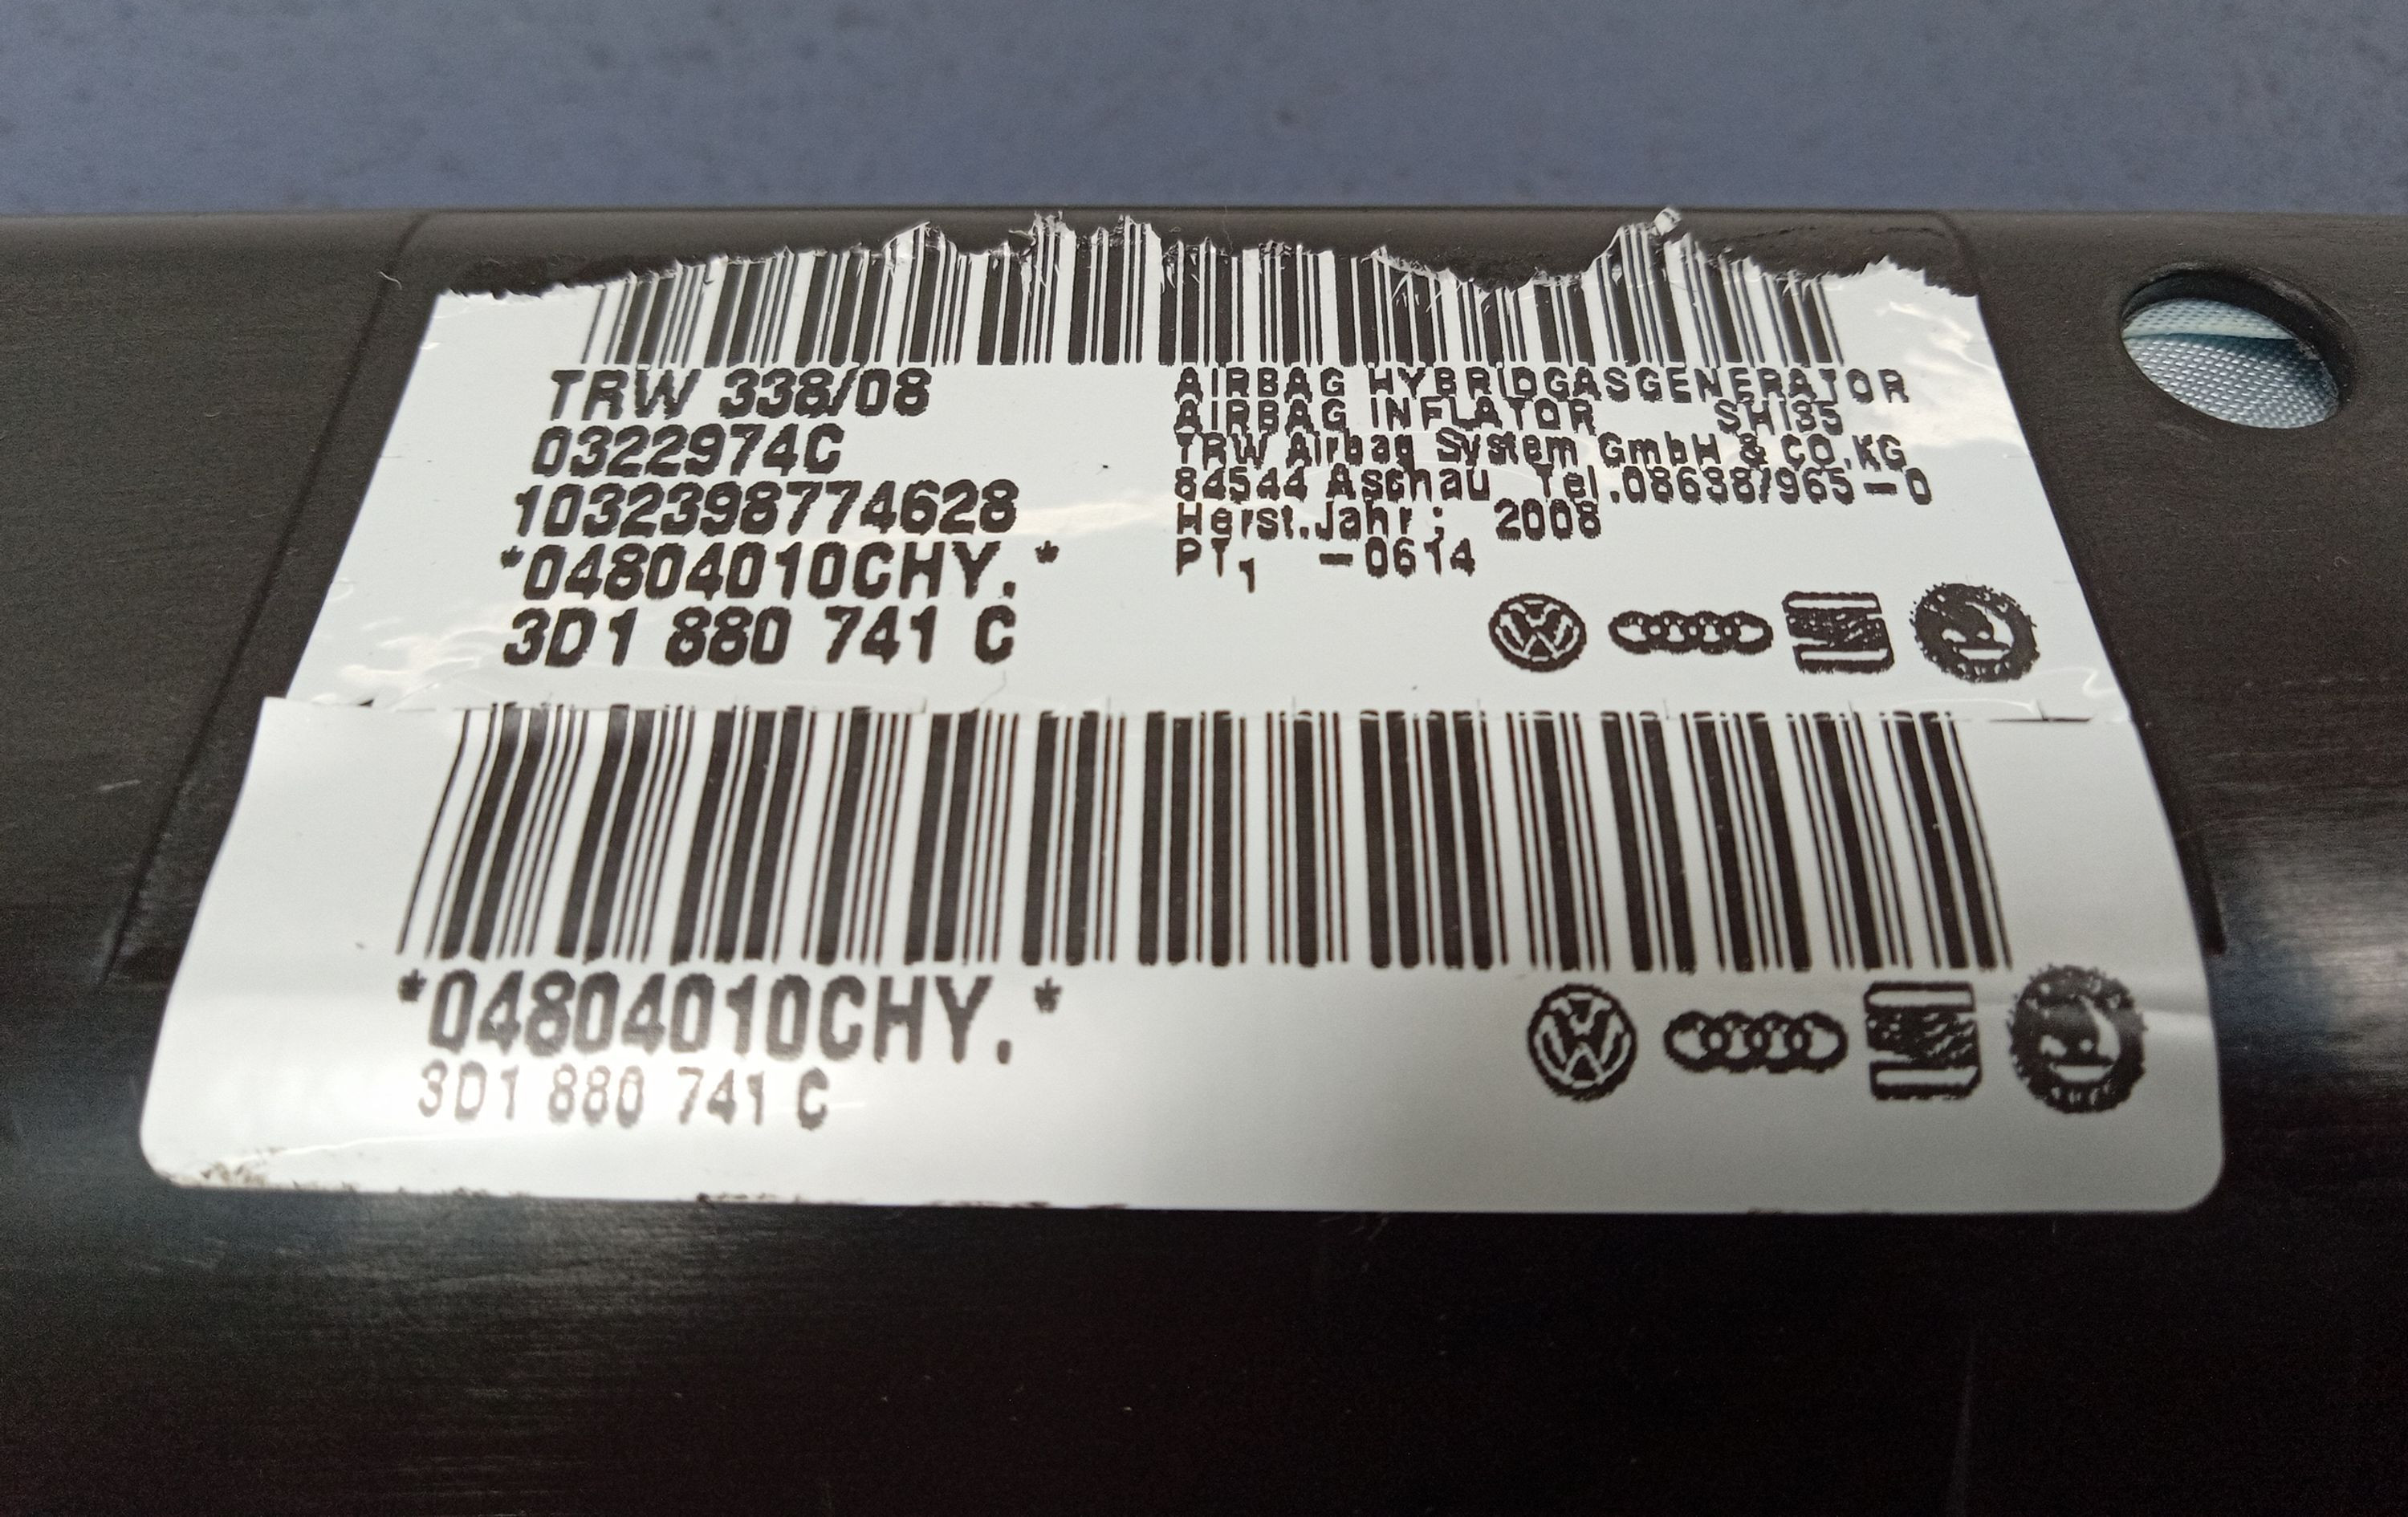 TRW 338/08
0322974C
1032398774628
*04804010CHY.*
3D1 880 741 C
AIRBAG HYBRIDGASGENERATOR
AIRBAG INFLATOR SHI35
TRW Airbag System GmbH & CO.KG
84544 Aschau Tel.08638/965-0
Herst.Jahr: 2008
PT1 -0614
*04804010CHY.*
3D1 880 741 C